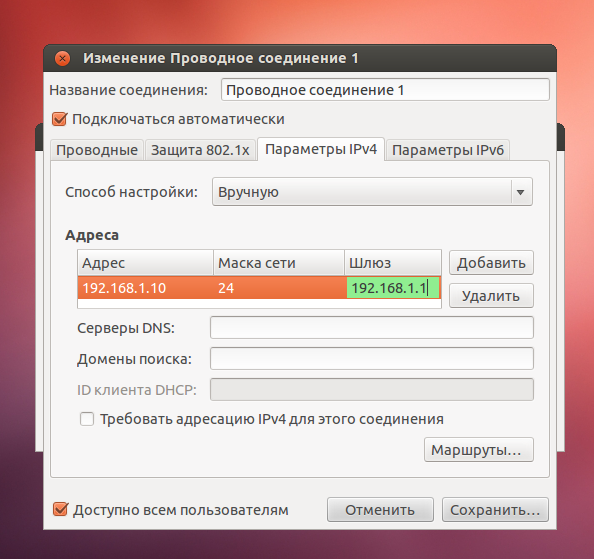 Изменение Проводное соединение 1
Название соединения: Проводное соединение 1
Подключаться автоматически
Проводные Защита 802.1x Параметры IPv4 Параметры IPv6
Способ настройки: Вручную
Адреса
Адрес Маска сети Шлюз Добавить
192.168.1.10 24 192.168.1.1 Удалить
Серверы DNS:
Домены поиска:
ID клиента DHCP:
Требовать адресацию IPv4 для этого соединения
Маршруты...
Доступно всем пользователям Отменить Сохранить...